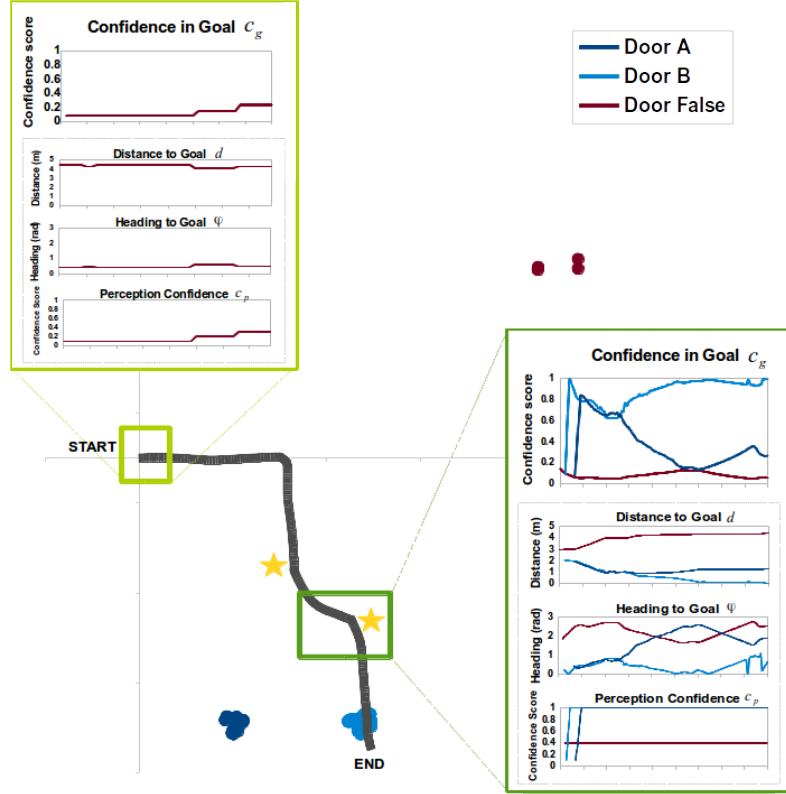 Confidence in Goal c_g
Confidence score
1
0.8
0.6
0.4
0.2
0
Distance to Goal d
Distance (m)
5
4
3
2
1
0
Heading to Goal φ
Heading (rad)
3
2
1
0
Perception Confidence c_p
Confidence Score
1
0.8
0.6
0.4
0.2
0
Door A
Door B
Door False
START
END
Confidence in Goal c_g
Confidence score
1
0.8
0.6
0.4
0.2
0
Distance to Goal d
Distance (m)
5
4
3
2
1
0
Heading to Goal φ
Heading (rad)
3
2
1
0
Perception Confidence c_p
Confidence Score
1
0.8
0.6
0.4
0.2
0